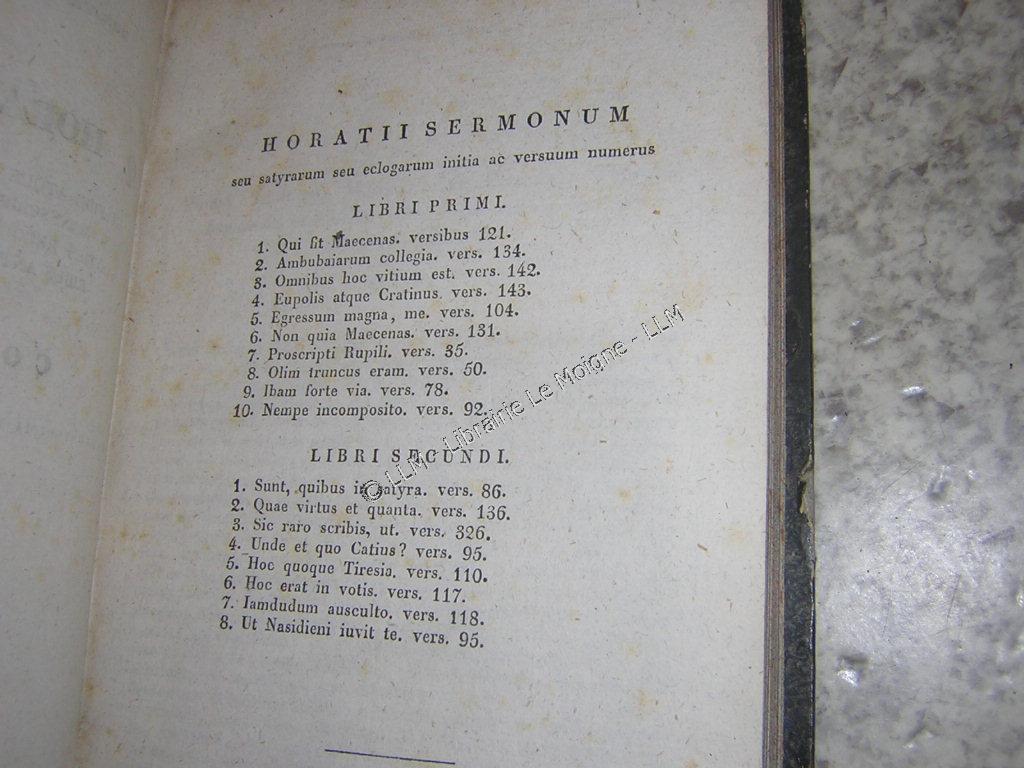 HORATII SERMONUM
seu satyrarum seu eclogarum initia ac versuum numerus
LIBRI PRIMI.
1. Qui fit Maecenas. versibus 121.
2. Ambubaiarum collegia. vers. 134.
3. Omnibus hoc vitium est. vers. 142.
4. Eupolis atque Cratinus. vers. 143.
5. Egressum magna, me. vers. 104.
6. Non quia Maecenas. vers. 131.
7. Proscripti Rupili. vers. 35.
8. Olim truncus eram. vers. 50.
9. Ibam forte via. vers. 78.
10. Nempe incomposito. vers. 92.
LIBRI SECUNDI.
1. Sunt, quibus in satyra. vers. 86.
2. Quae virtus et quanta. vers. 136.
3. Sic raro scribis, ut. vers. 326.
4. Unde et quo Catius? vers. 95.
5. Hoc quoque Tiresia. vers. 110.
6. Hoc erat in votis. vers. 117.
7. Iamdudum ausculto. vers. 118.
8. Ut Nasidieni iuvit te. vers. 95.
© LLM - Librairie Le Moigne - LLM